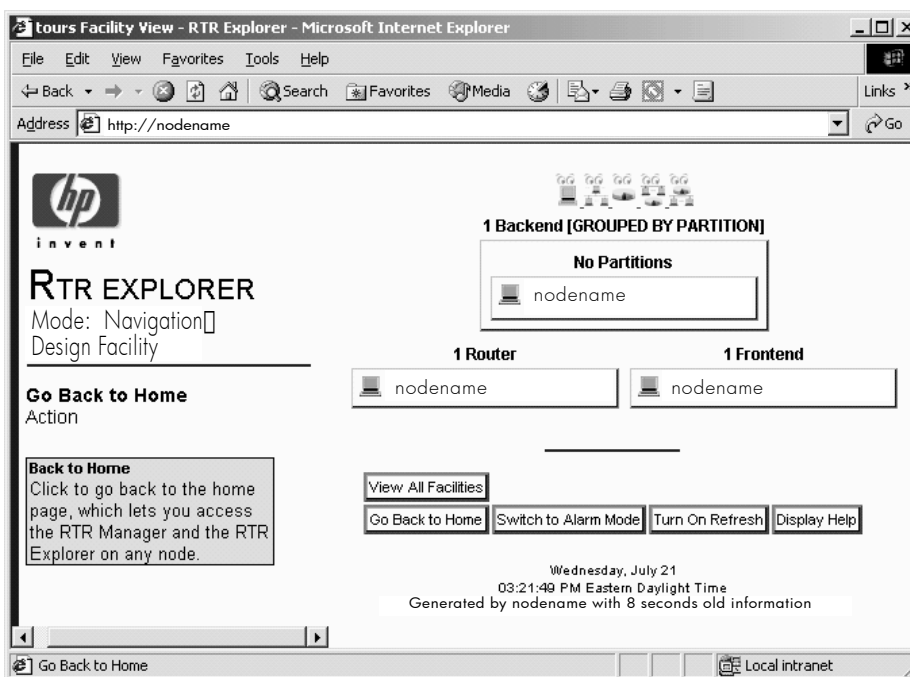 tours Facility View - RTR Explorer - Microsoft Internet Explorer
File Edit View Favorites Tools Help
Back Search Favorites Media Links »
Address http://nodename Go
hp
invent
RTR EXPLORER
Mode: Navigation▯
Design Facility
Go Back to Home
Action
Back to Home
Click to go back to the home
page, which lets you access
the RTR Manager and the RTR
Explorer on any node.
1 Backend [GROUPED BY PARTITION]
No Partitions
nodename
1 Router 1 Frontend
nodename nodename
View All Facilities
Go Back to Home Switch to Alarm Mode Turn On Refresh Display Help
Wednesday, July 21
03:21:49 PM Eastern Daylight Time
Generated by nodename with 8 seconds old information
Go Back to Home Local intranet